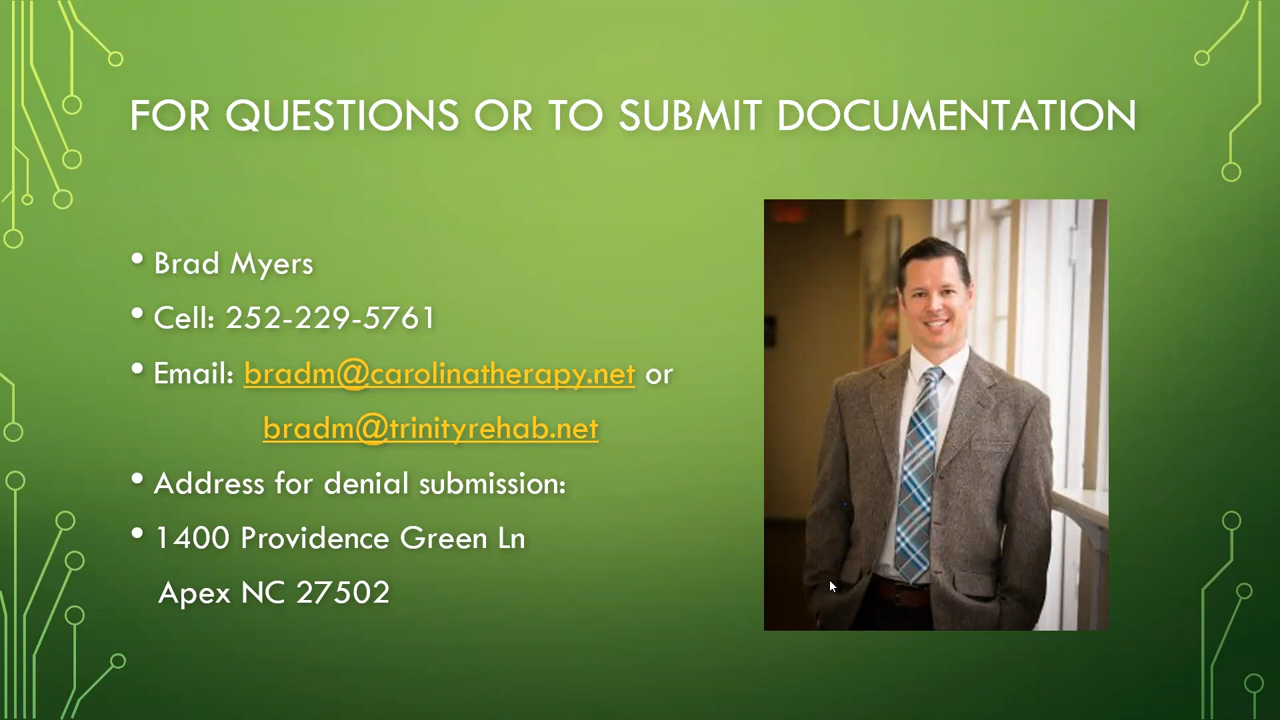 FOR QUESTIONS OR TO SUBMIT DOCUMENTATION
• Brad Myers
• Cell: 252-229-5761
• Email: bradm@carolinatherapy.net or
bradm@trinityrehab.net
• Address for denial submission:
• 1400 Providence Green Ln
Apex NC 27502